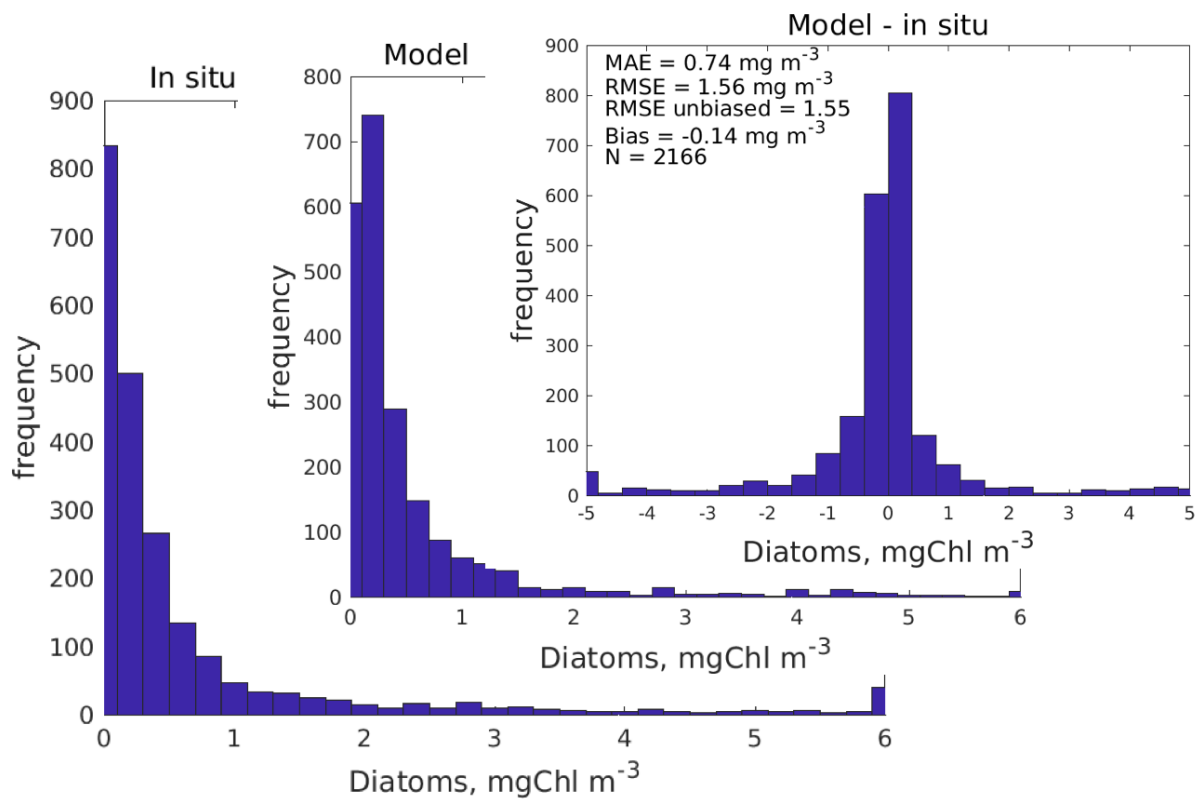 In situ
900
800
700
600
500
400
300
200
100
0
frequency
0 1 2 3 4 5 6
Diatoms, mgChl m⁻³
Model
800
700
600
500
400
300
200
100
0
frequency
0 1 2 3 4 5 6
Diatoms, mgChl m⁻³
Model - in situ
MAE = 0.74 mg m⁻³
RMSE = 1.56 mg m⁻³
RMSE unbiased = 1.55
Bias = -0.14 mg m⁻³
N = 2166
900
800
700
600
500
400
300
200
100
0
frequency
-5 -4 -3 -2 -1 0 1 2 3 4 5
Diatoms, mgChl m⁻³